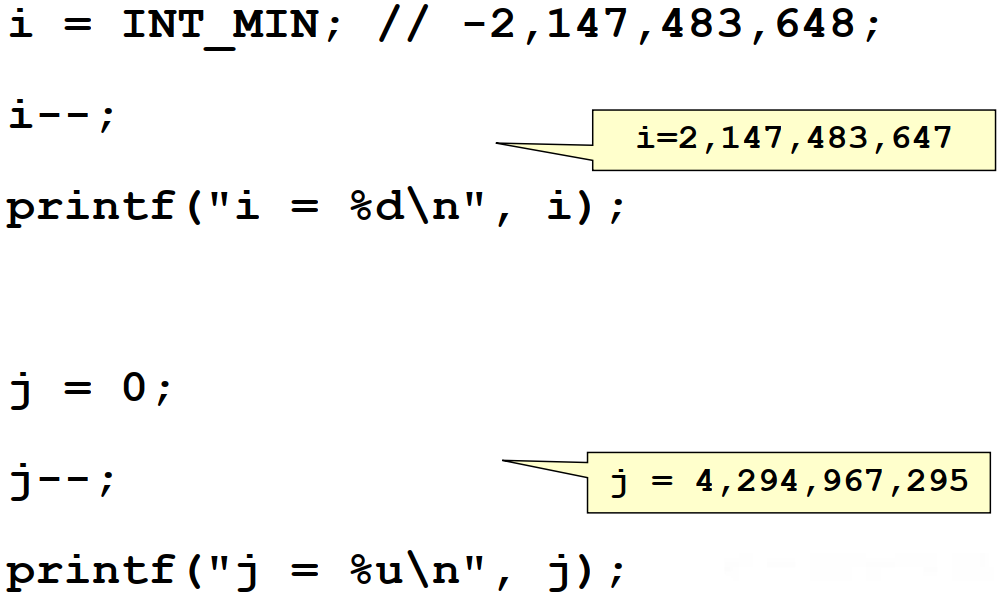 i = INT_MIN; // -2,147,483,648;
i--;
i=2,147,483,647
printf("i = %d\n", i);
j = 0;
j--;
j = 4,294,967,295
printf("j = %u\n", j);